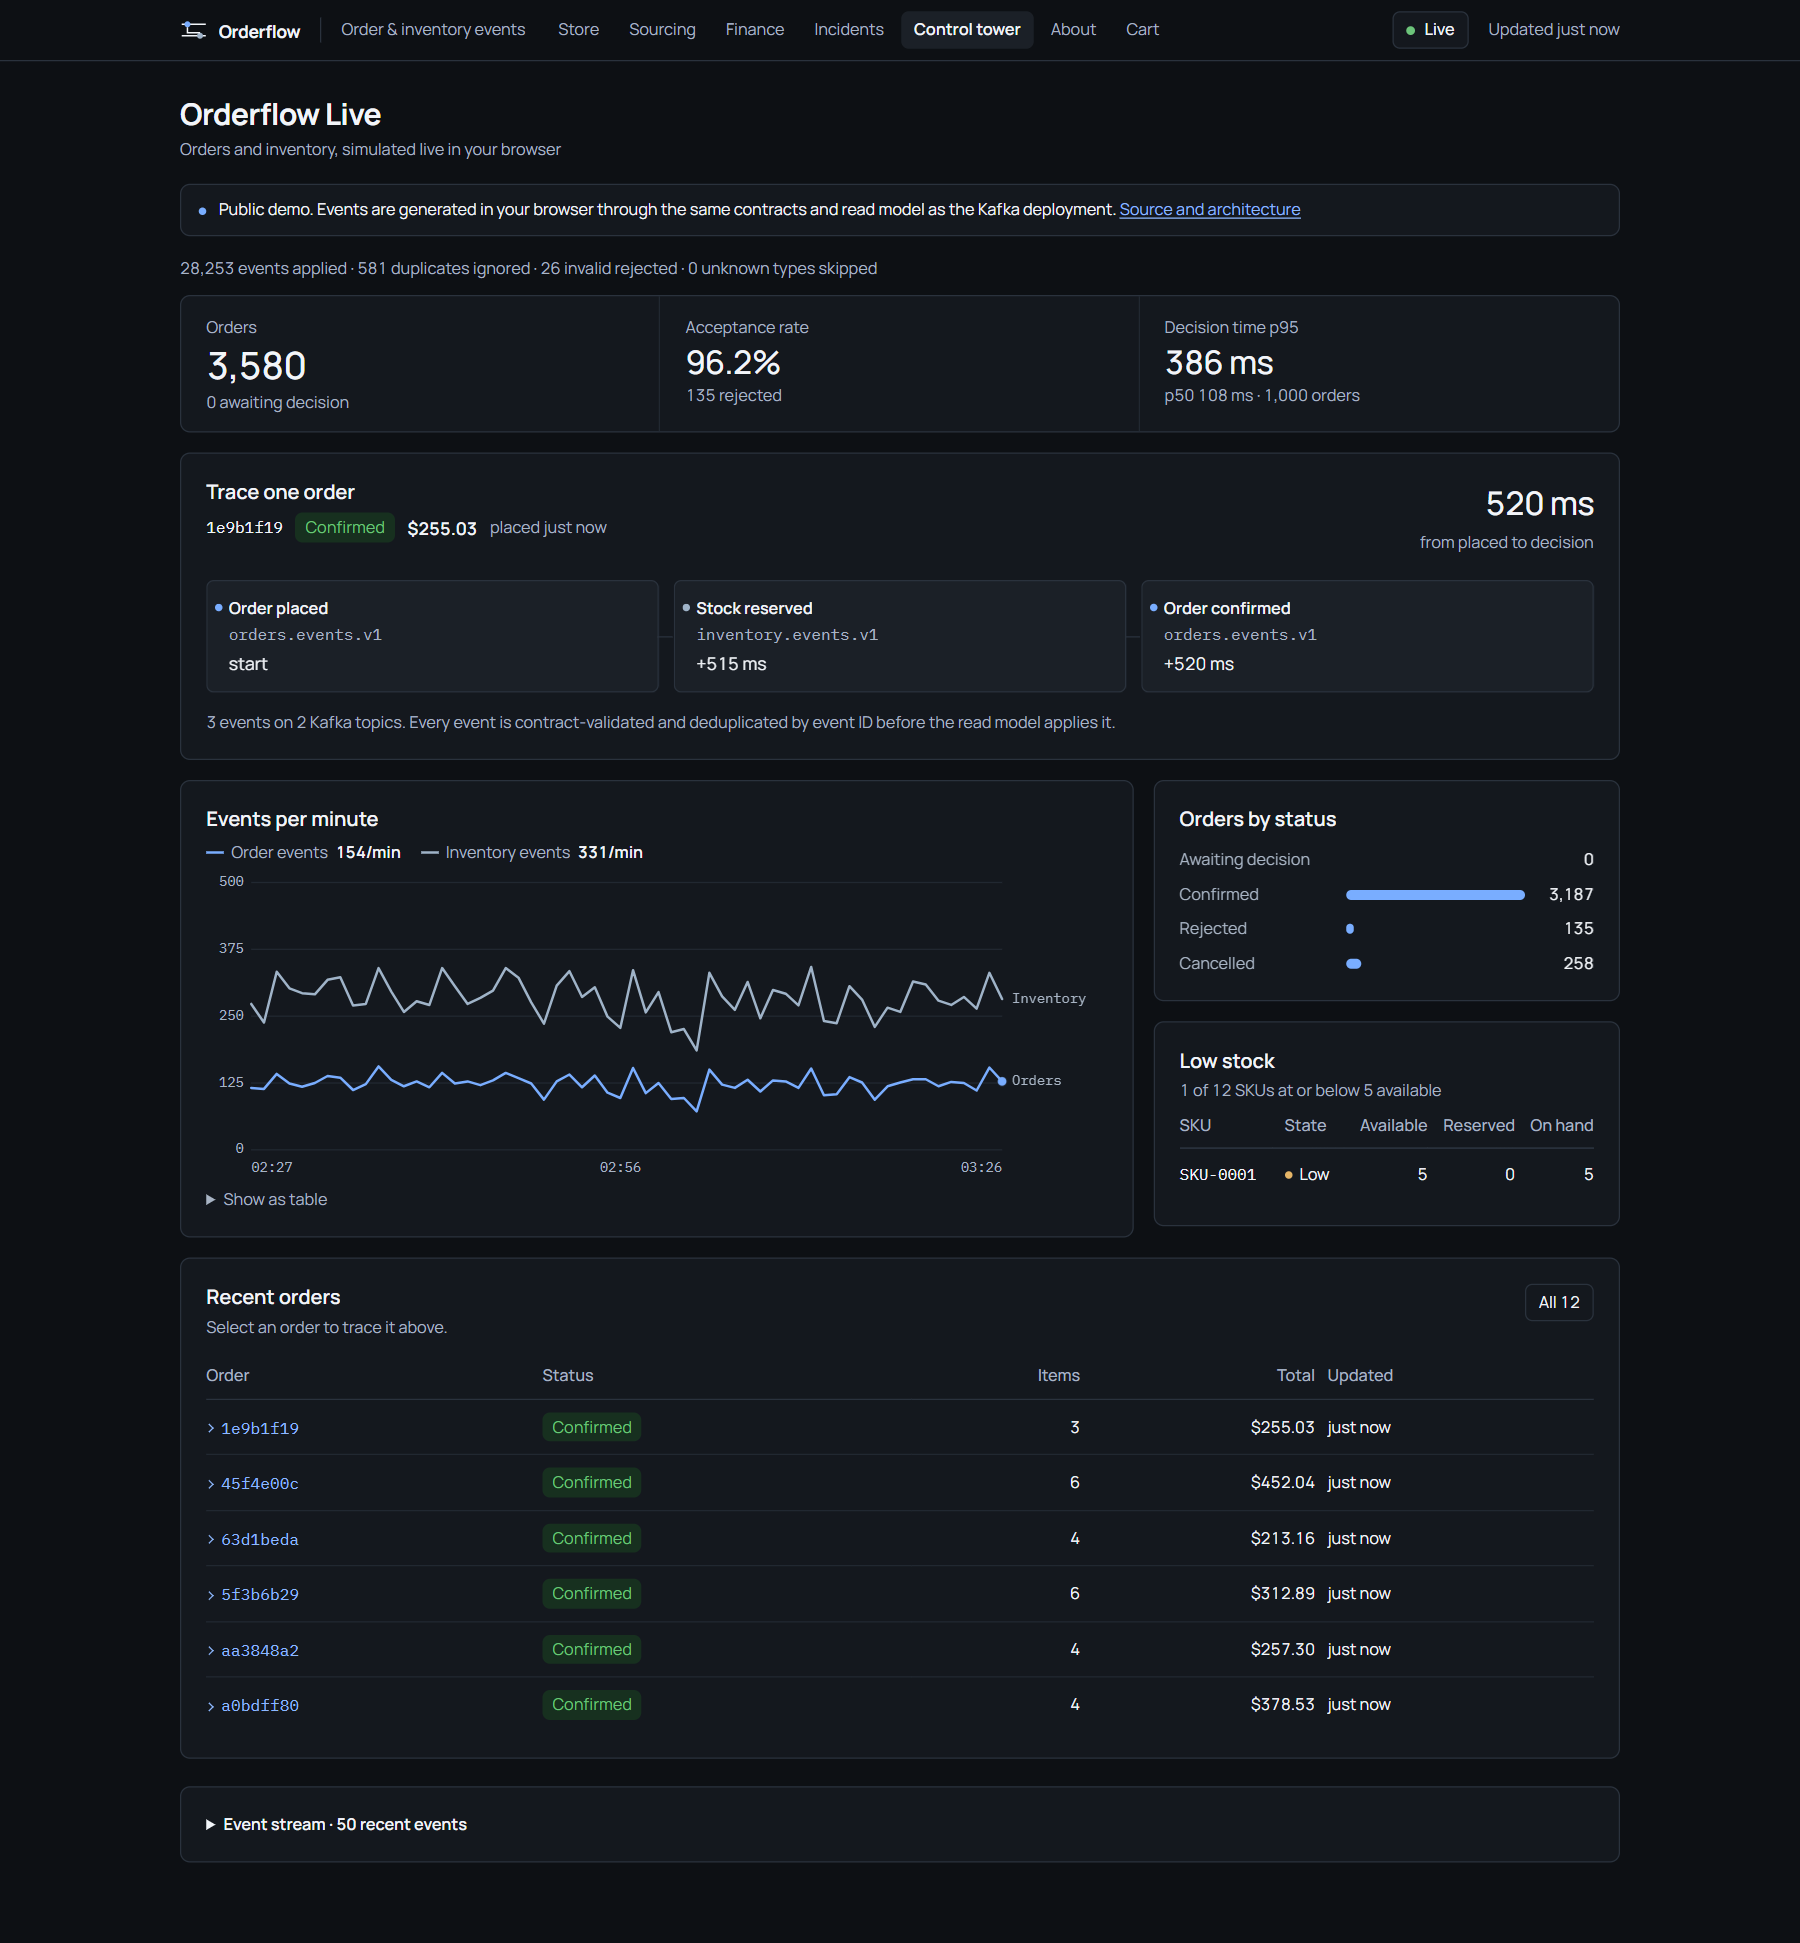 Orderflow
Order & inventory events
Store
Sourcing
Finance
Incidents
Control tower
About
Cart
Live
Updated just now
Orderflow Live
Orders and inventory, simulated live in your browser
Public demo. Events are generated in your browser through the same contracts and read model as the Kafka deployment. Source and architecture
28,253 events applied · 581 duplicates ignored · 26 invalid rejected · 0 unknown types skipped
Orders
3,580
0 awaiting decision
Acceptance rate
96.2%
135 rejected
Decision time p95
386 ms
p50 108 ms · 1,000 orders
Trace one order
1e9b1f19 Confirmed $255.03 placed just now
520 ms
from placed to decision
Order placed
orders.events.v1
start
Stock reserved
inventory.events.v1
+515 ms
Order confirmed
orders.events.v1
+520 ms
3 events on 2 Kafka topics. Every event is contract-validated and deduplicated by event ID before the read model applies it.
Events per minute
Order events 154/min Inventory events 331/min
500
375
250
125
0
Inventory
Orders
02:27 02:56 03:26
Show as table
Orders by status
Awaiting decision 0
Confirmed 3,187
Rejected 135
Cancelled 258
Low stock
1 of 12 SKUs at or below 5 available
SKU State Available Reserved On hand
SKU-0001 Low 5 0 5
Recent orders
Select an order to trace it above.
All 12
Order Status Items Total Updated
1e9b1f19 Confirmed 3 $255.03 just now
45f4e00c Confirmed 6 $452.04 just now
63d1beda Confirmed 4 $213.16 just now
5f3b6b29 Confirmed 6 $312.89 just now
aa3848a2 Confirmed 4 $257.30 just now
a0bdff80 Confirmed 4 $378.53 just now
Event stream · 50 recent events